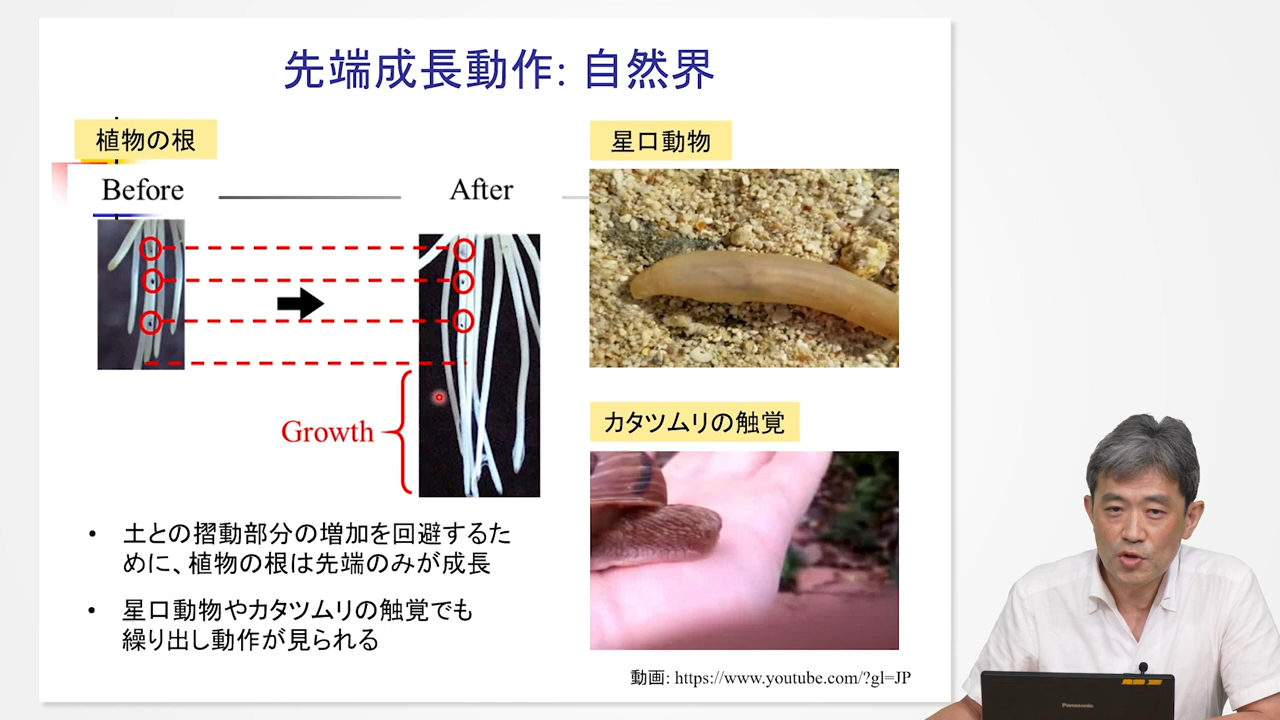 先端成長動作: 自然界
植物の根
Before
After
Growth
• 土との摺動部分の増加を回避するた
めに、植物の根は先端のみが成長
• 星口動物やカタツムリの触覚でも
繰り出し動作が見られる
星口動物
カタツムリの触覚
動画: https://www.youtube.com/?gl=JP
Panasonic